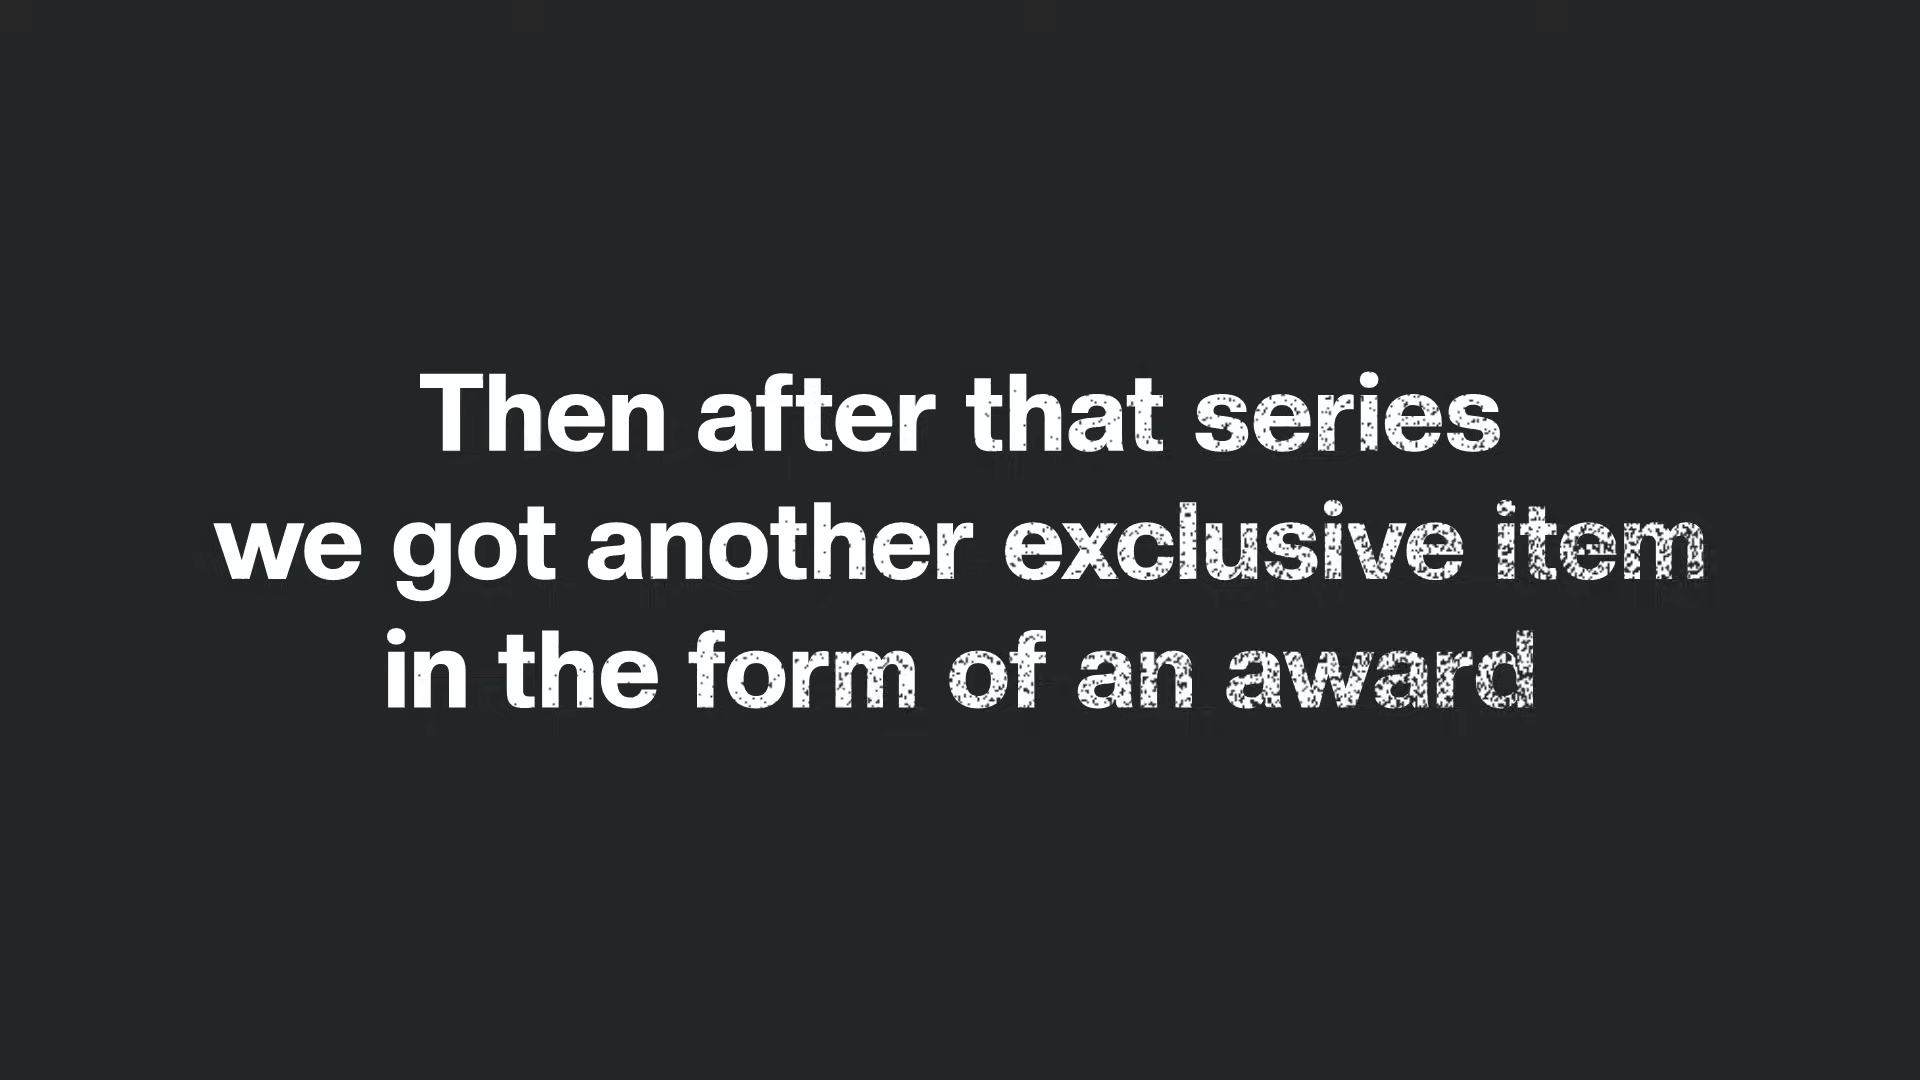 Then after that series
we got another exclusive item
in the form of an award